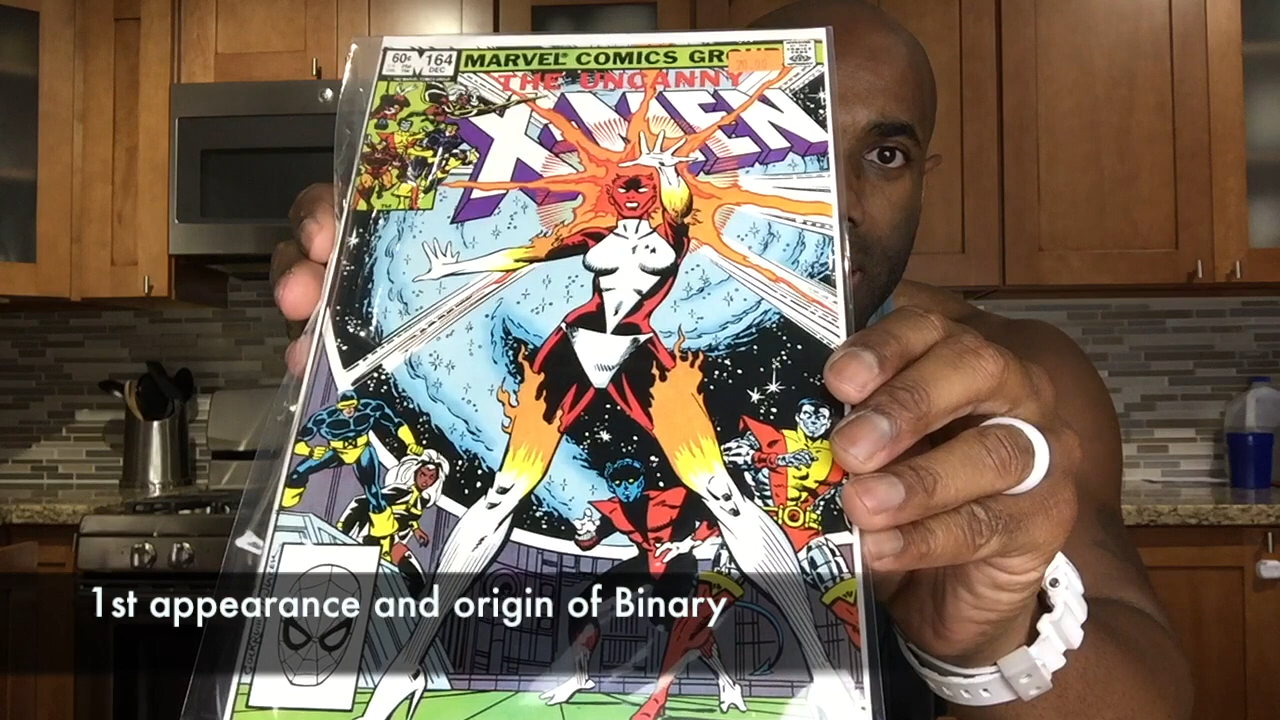 60¢ 164
DEC
MARVEL® COMICS GROUP
THE UNCANNY
X-MEN
1st appearance and origin of Binary